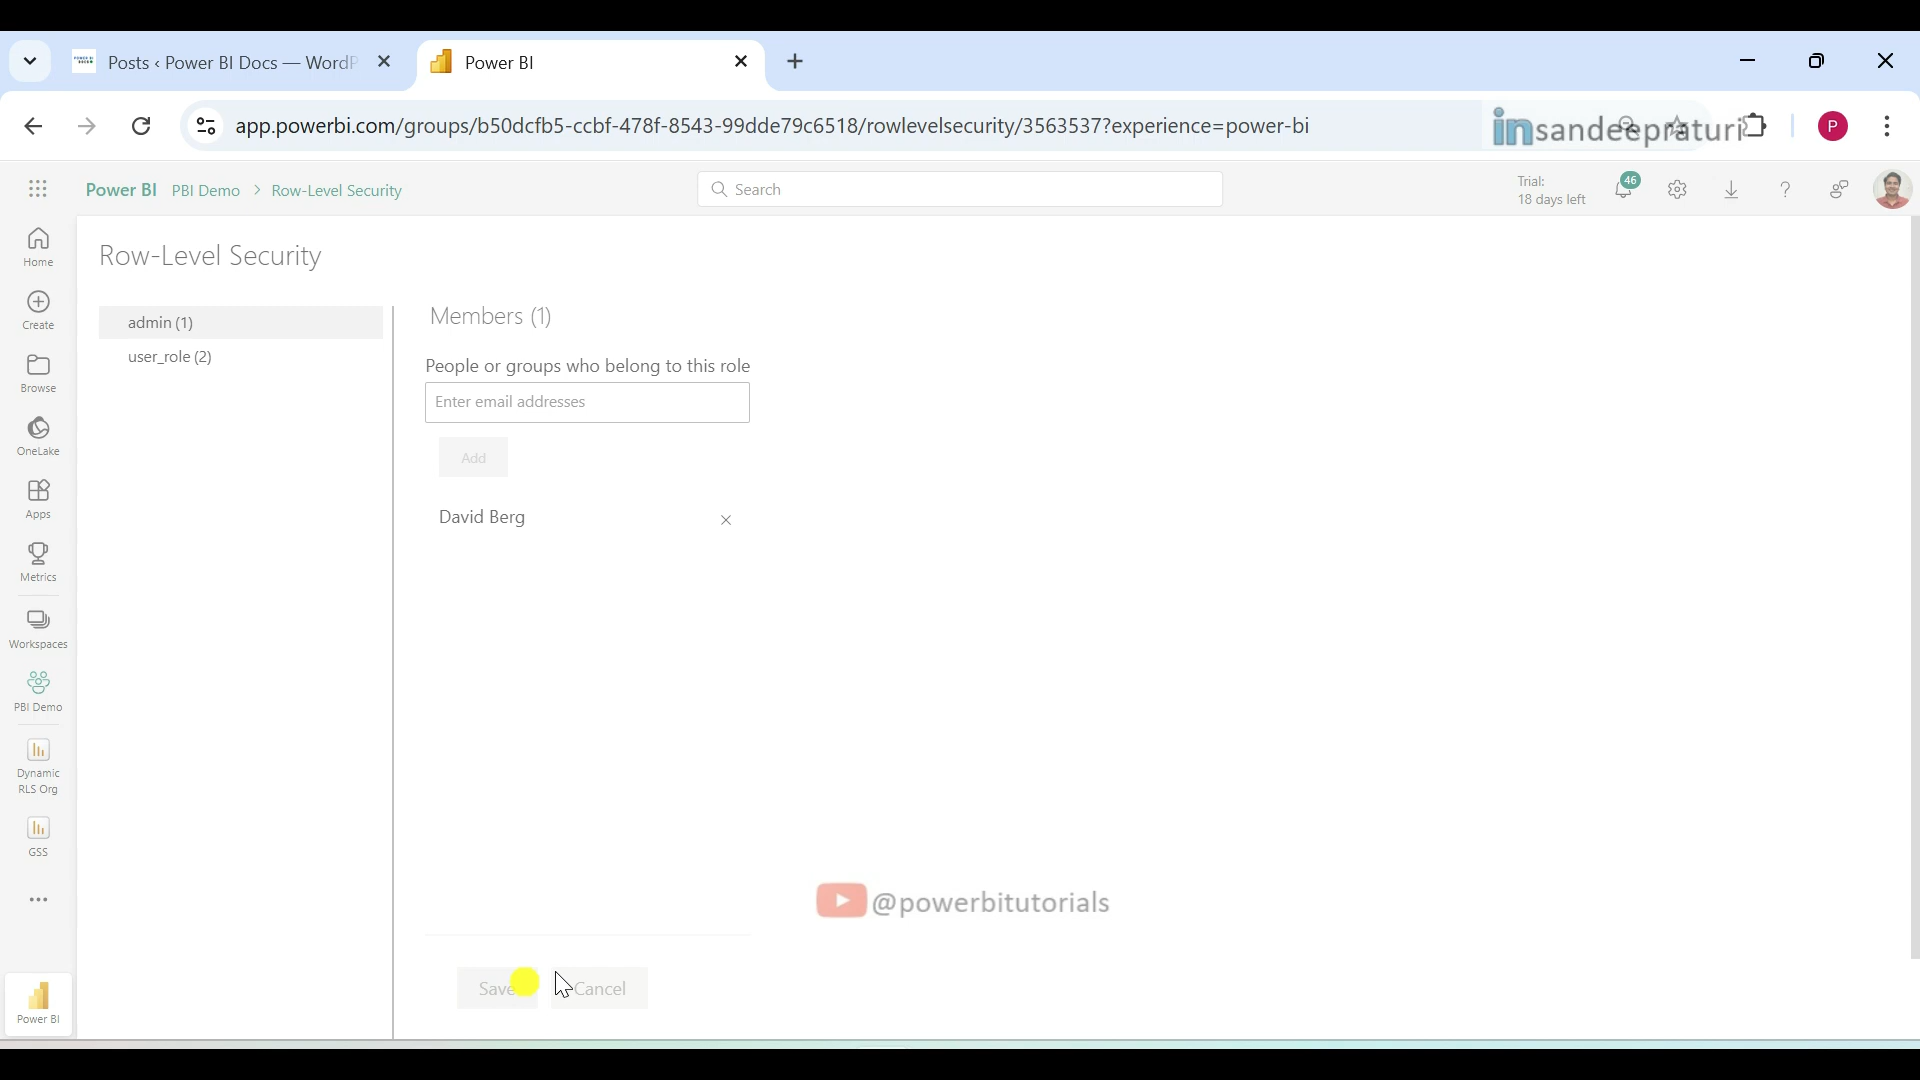 Posts ‹ Power BI Docs — WordP
Power BI
app.powerbi.com/groups/b50dcfb5-ccbf-478f-8543-99dde79c6518/rowlevelsecurity/3563537?experience=power-bi
insandeepraturi
P
Power BI PBI Demo > Row-Level Security
Search
Trial:
18 days left
46
Home
Create
Browse
OneLake
Apps
Metrics
Workspaces
PBI Demo
Dynamic
RLS Org
GSS
Power BI
Row-Level Security
admin (1)
user_role (2)
Members (1)
People or groups who belong to this role
Enter email addresses
Add
David Berg
@powerbitutorials
Save
Cancel